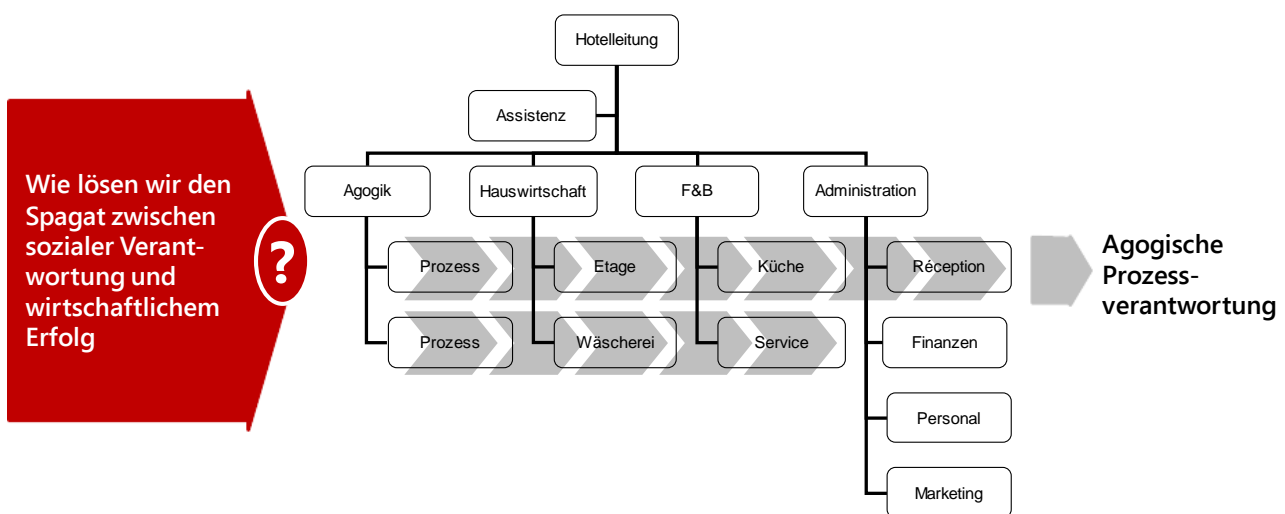 Hotelleitung
Assistenz
Agogik
Hauswirtschaft
F&B
Administration
Wie lösen wir den
Spagat zwischen
sozialer Verant-
wortung und
wirtschaftlichem
Erfolg
?
Prozess
Etage
Küche
Réception
Agogische
Prozess-
verantwortung
Prozess
Wäscherei
Service
Finanzen
Personal
Marketing